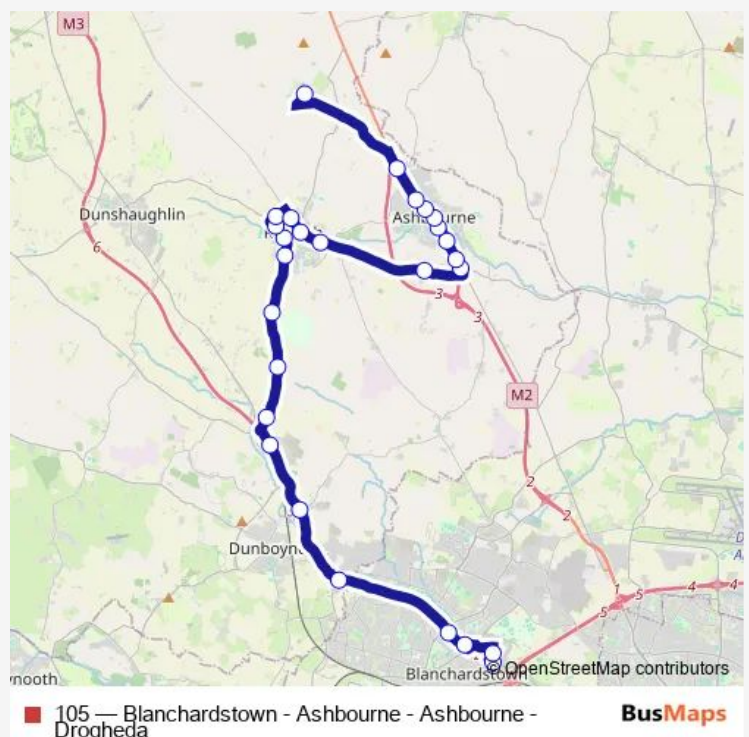 M3
Dunshaughlin
Ashbourne
6
3
3
M2
2
2
Dunboyne
1
5
4
4
5
Blanchardstown
© OpenStreetMap contributors
ynooth
105 — Blanchardstown - Ashbourne - Ashbourne -
Drogheda
BusMaps